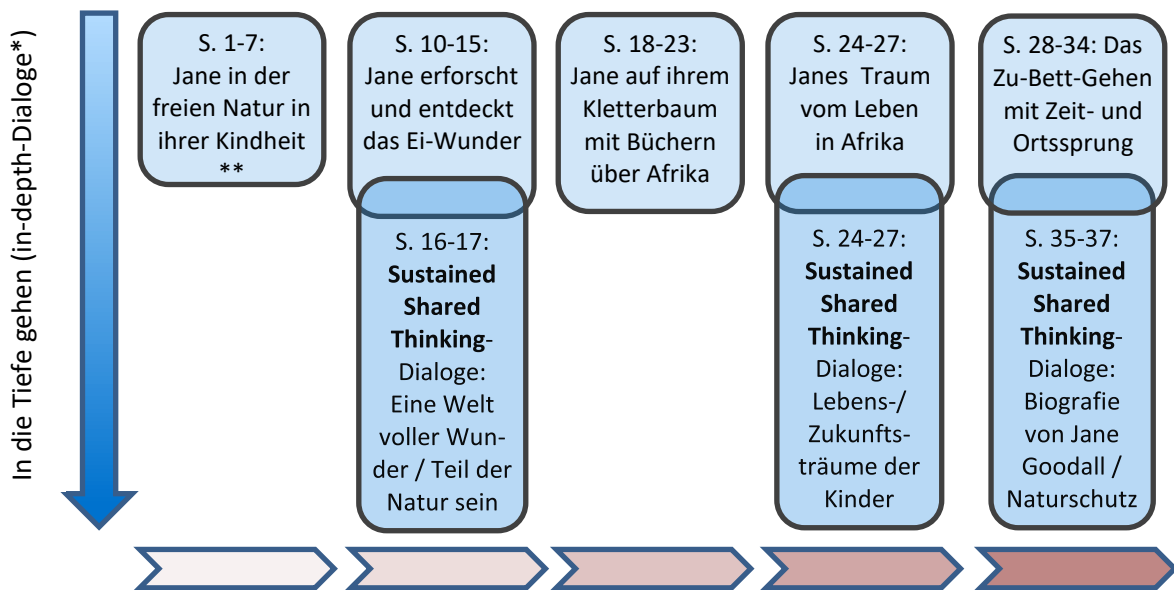 In die Tiefe gehen (in-depth-Dialoge*)
S. 1-7:
Jane in der
freien Natur in
ihrer Kindheit
**
S. 10-15:
Jane erforscht
und entdeckt
das Ei-Wunder
S. 16-17:
Sustained
Shared
Thinking-
Dialoge:
Eine Welt
voller Wun-
der / Teil der
Natur sein
S. 18-23:
Jane auf ihrem
Kletterbaum
mit Büchern
über Afrika
S. 24-27:
Janes Traum
vom Leben
in Afrika
S. 24-27:
Sustained
Shared
Thinking-
Dialoge:
Lebens-/
Zukunfts-
träume der
Kinder
S. 28-34: Das
Zu-Bett-Gehen
mit Zeit- und
Ortssprung
S. 35-37:
Sustained
Shared
Thinking-
Dialoge:
Biografie
von Jane
Goodall /
Naturschutz